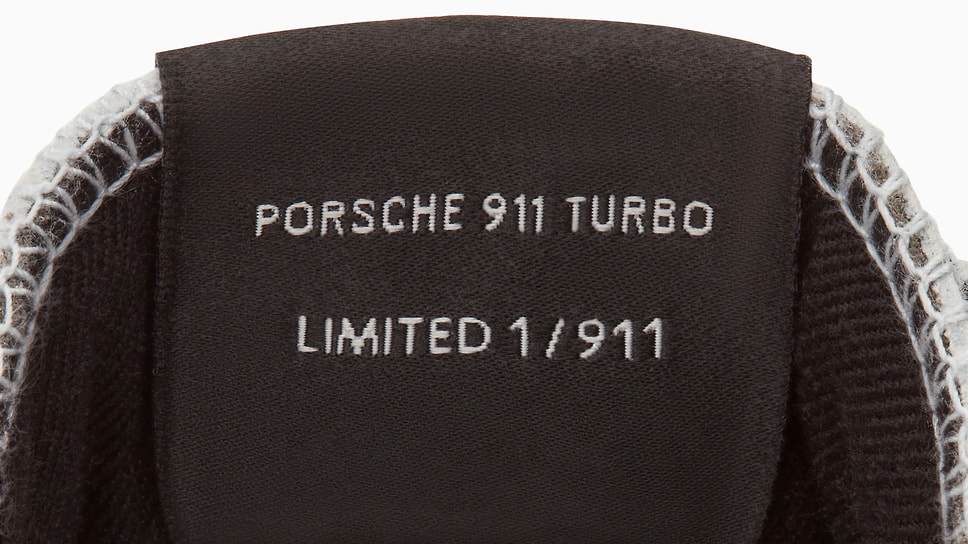 PORSCHE 911 TURBO
LIMITED 1/911